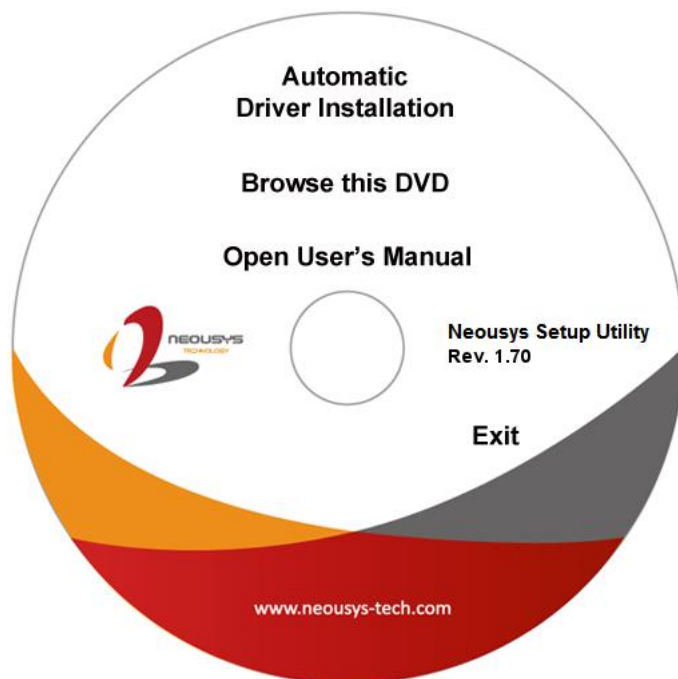 Automatic
Driver Installation
Browse this DVD
Open User's Manual
NEOUSYS
TECHNOLOGY
Neousys Setup Utility
Rev. 1.70
Exit
www.neousys-tech.com